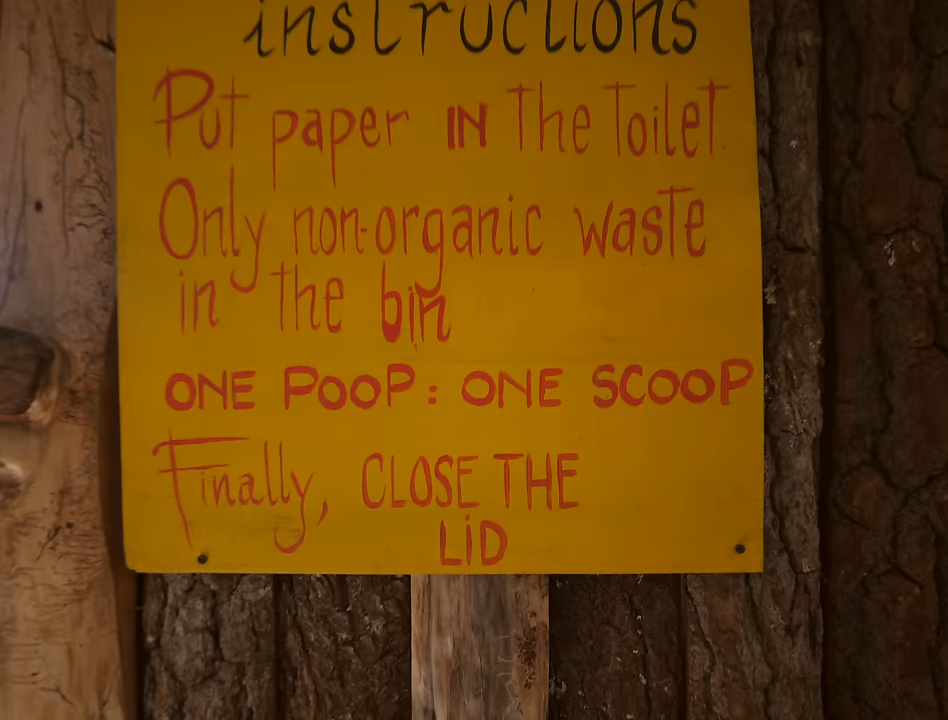 instructions
Put paper IN The Toilet.
Only non-organic waste
in the bin
ONE POOP: ONE SCOOP
Finally, CLOSE THE
LiD